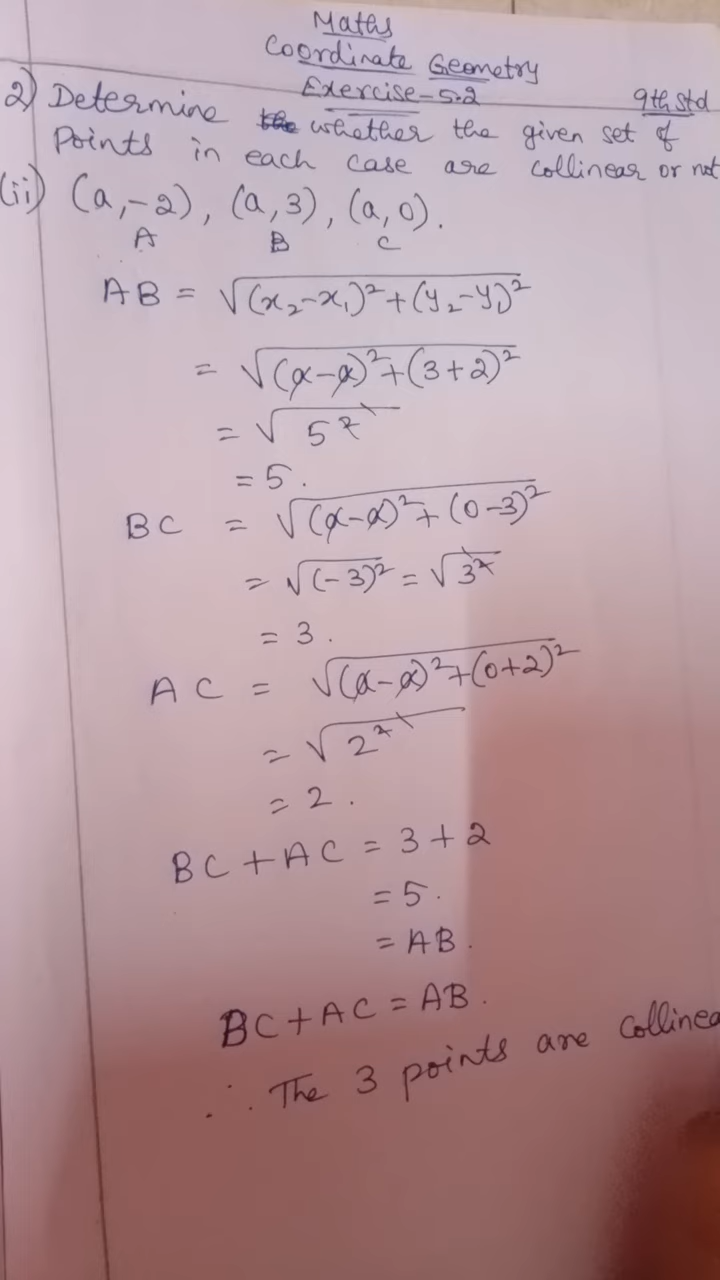 Maths
Coordinate Geometry
Exercise-5.2
9th std
2) Determine the whether the given set of
Points in each case are collinear or not
(ii) (a,-2), (a,3), (a,0).
A B C
AB = √(x₂-x₁)²+(y₂-y₁)²
= √(a-a)²+(3+2)²
= √5²
= 5.
BC = √(a-a)²+(0-3)²
= √(-3)² = √3²
= 3.
AC = √(a-a)²+(0+2)²
= √2²
= 2.
BC+AC = 3+2
= 5.
= AB.
BC+AC = AB.
∴ The 3 points are collinea